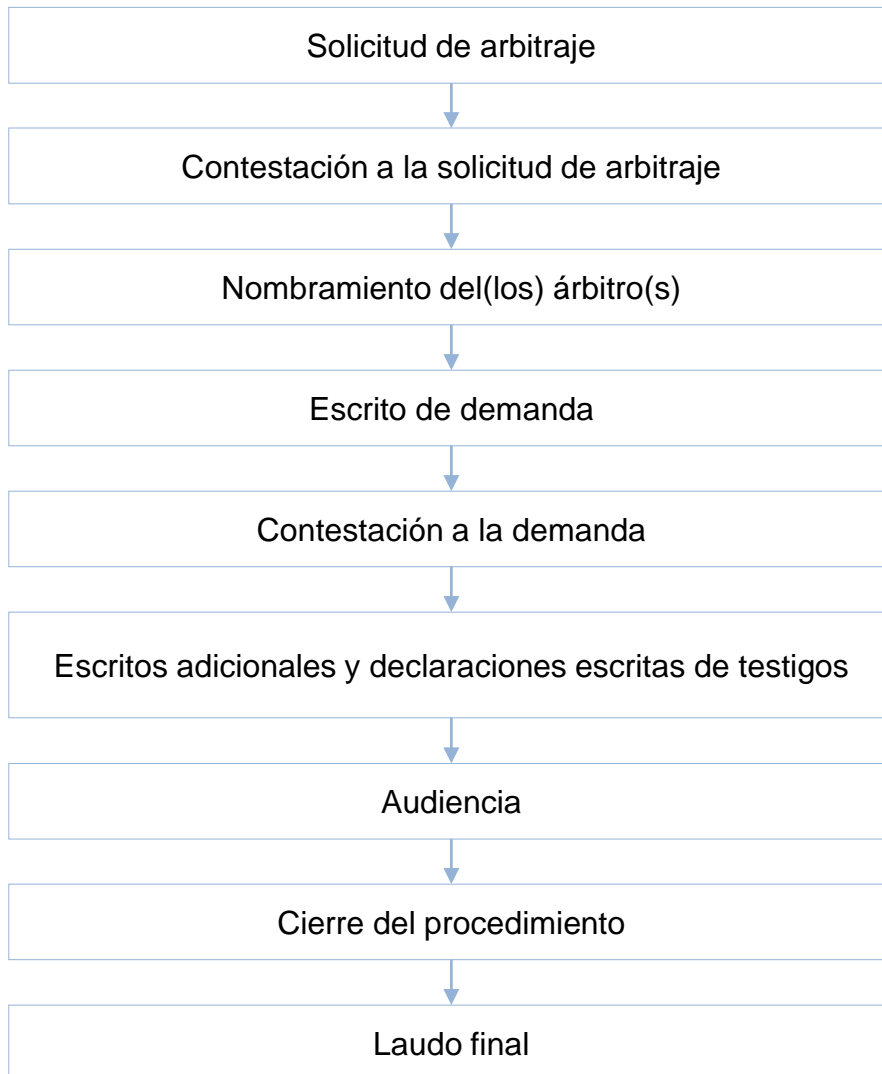 Solicitud de arbitraje
Contestación a la solicitud de arbitraje
Nombramiento del(los) árbitro(s)
Escrito de demanda
Contestación a la demanda
Escritos adicionales y declaraciones escritas de testigos
Audiencia
Cierre del procedimiento
Laudo final